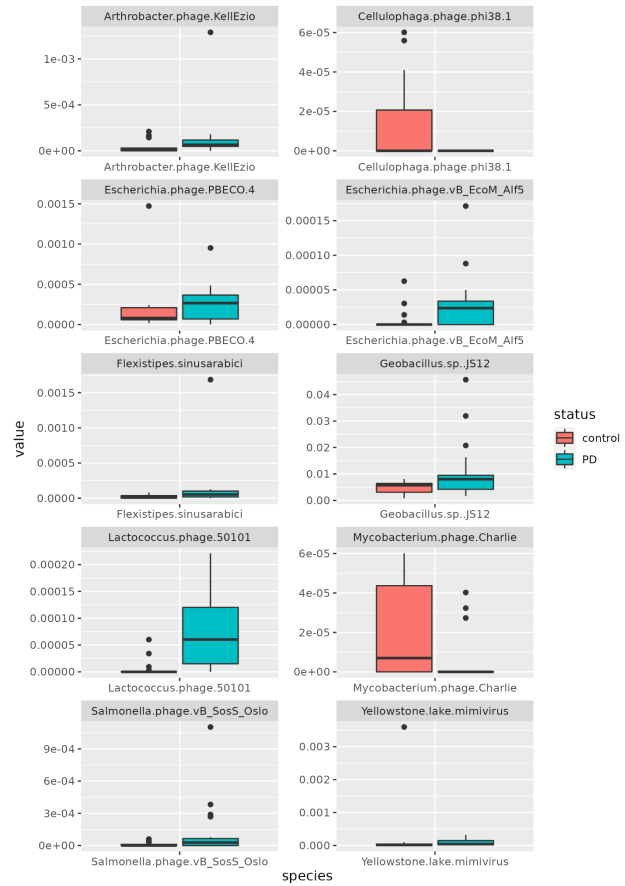 Arthrobacter.phage.KellEzio
Cellulophaga.phage.phi38.1
1e-03
5e-04
0e+00
6e-05
4e-05
2e-05
0e+00
Arthrobacter.phage.KellEzio
Cellulophaga.phage.phi38.1
Escherichia.phage.PBECO.4
Escherichia.phage.vB_EcoM_Alf5
0.0015
0.0010
0.0005
0.0000
0.00015
0.00010
0.00005
0.00000
Escherichia.phage.PBECO.4
Escherichia.phage.vB_EcoM_Alf5
Flexistipes.sinusarabici
Geobacillus.sp..JS12
0.0015
0.0010
0.0005
0.0000
0.04
0.03
0.02
0.01
0.00
Flexistipes.sinusarabici
Geobacillus.sp..JS12
Lactococcus.phage.50101
Mycobacterium.phage.Charlie
0.00020
0.00015
0.00010
0.00005
0.00000
6e-05
4e-05
2e-05
0e+00
Lactococcus.phage.50101
Mycobacterium.phage.Charlie
Salmonella.phage.vB_SosS_Oslo
Yellowstone.lake.mimivirus
9e-04
6e-04
3e-04
0e+00
0.003
0.002
0.001
0.000
Salmonella.phage.vB_SosS_Oslo
Yellowstone.lake.mimivirus
species
value
status
control
PD